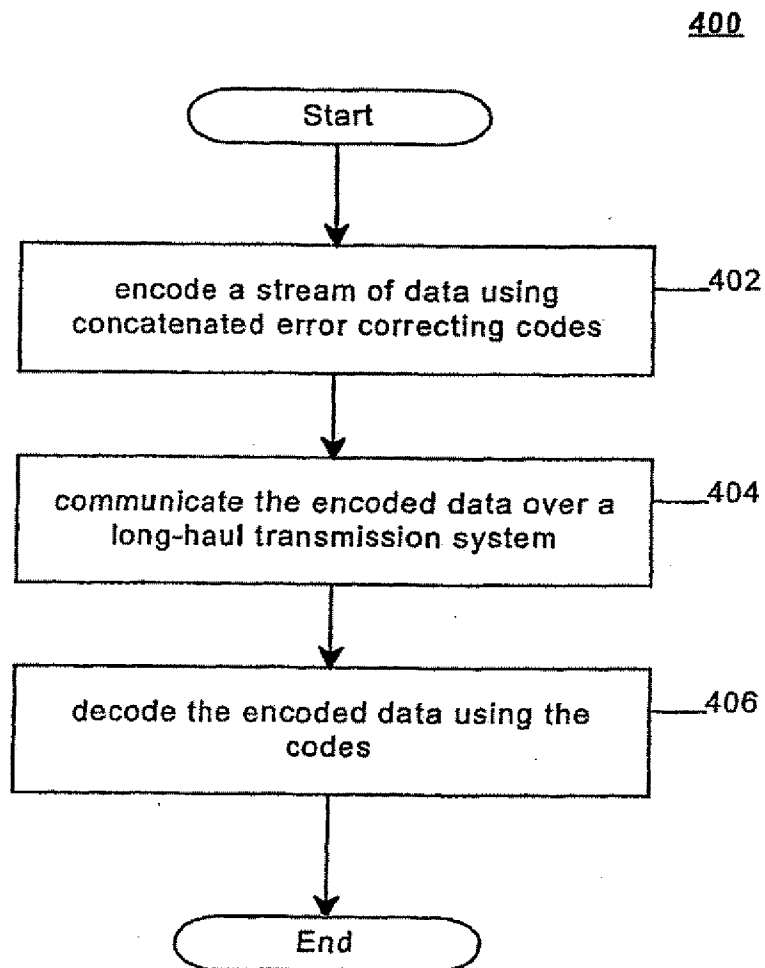 400
Start
encode a stream of data using
concatenated error correcting codes
402
communicate the encoded data over a
long-haul transmission system
404
decode the encoded data using the
codes
406
End